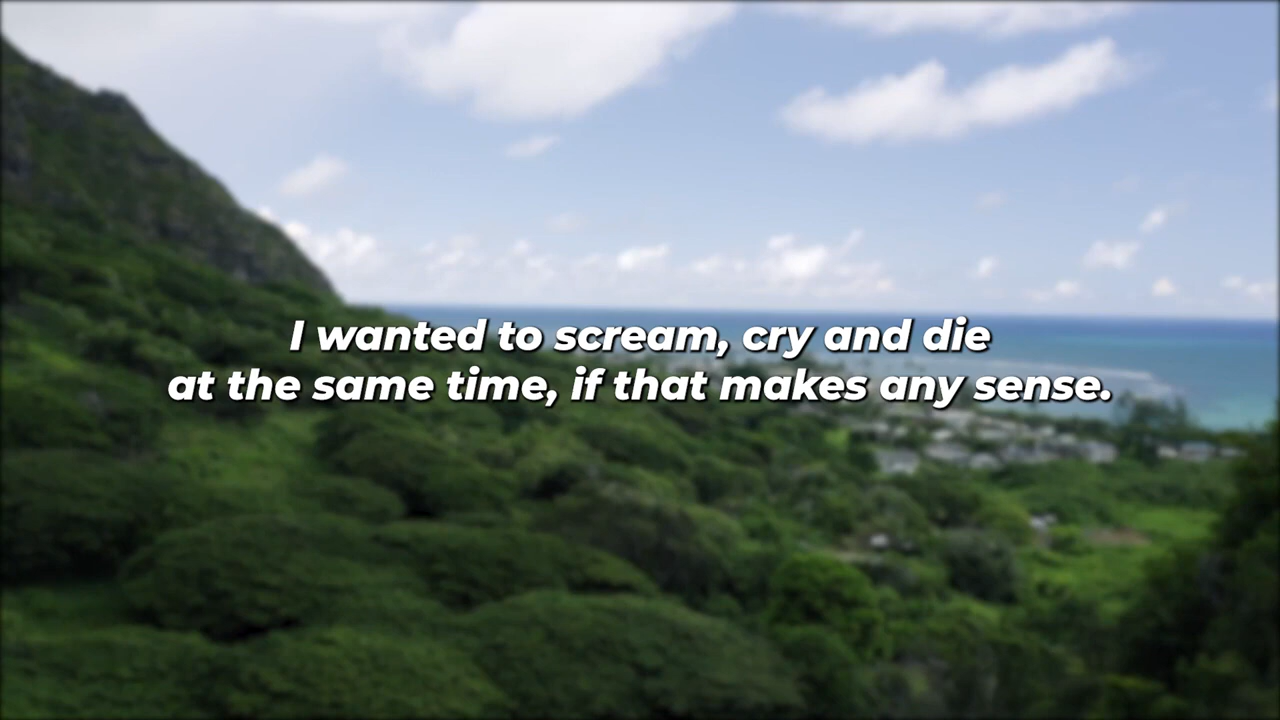 I wanted to scream, cry and die
at the same time, if that makes any sense.